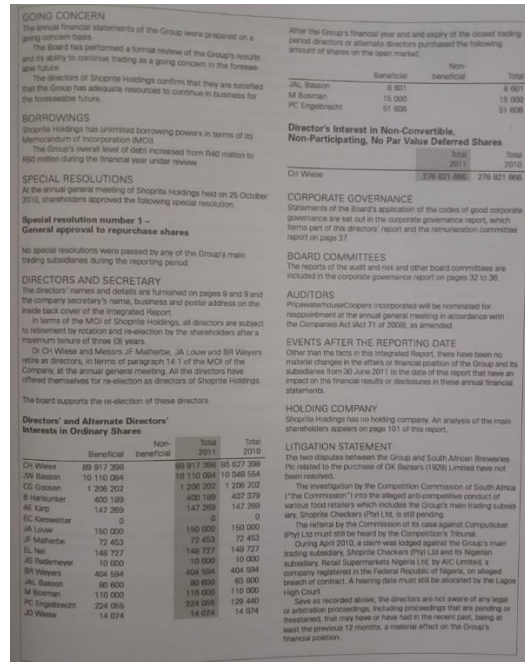 GOING CONCERN
The annual financial statements of the Group were prepared on a
going concern basis.
The Board has performed a formal review of the Group's results
and its ability to continue trading as a going concern in the foresee-
able future.
The directors of Shoprite Holdings confirm that they are satisfied
that the Group has adequate resources to continue in business for
the foreseeable future.
BORROWINGS
Shoprite Holdings has unlimited borrowing powers in terms of its
Memorandum of Incorporation (MOI).
The Group's overall level of debt increased from R40 million to
R60 million during the financial year under review.
SPECIAL RESOLUTIONS
At the annual general meeting of Shoprite Holdings held on 25 October
2010, shareholders approved the following special resolution:
Special resolution number 1 –
General approval to repurchase shares
No special resolutions were passed by any of the Group's main
trading subsidiaries during the reporting period.
DIRECTORS AND SECRETARY
The directors' names and details are furnished on pages 8 and 9 and
the company secretary's name, business and postal address on the
inside back cover of the Integrated Report.
In terms of the MOI of Shoprite Holdings, all directors are subject
to retirement by rotation and re-election by the shareholders after a
maximum tenure of three (3) years.
Dr CH Wiese and Messrs JF Malherbe, JA Louw and BR Weyers
retire as directors, in terms of paragraph 14.1 of the MOI of the
Company, at the annual general meeting. All the directors have
offered themselves for re-election as directors of Shoprite Holdings.
The board supports the re-election of these directors.
Directors' and Alternate Directors'
Interests in Ordinary Shares
Non- Total Total
Beneficial beneficial 2011 2010
CH Wiese 89 917 398 89 917 398 85 627 398
JW Basson 10 110 084 10 110 084 10 049 554
CG Goosen 1 206 202 1 206 202 1 206 202
B Harisunker 400 189 400 189 407 379
AE Karp 147 269 147 269 147 269
EC Kieswetter 0 0 0
JA Louw 150 000 150 000 150 000
JF Malherbe 72 453 72 453 72 453
EL Nel 148 727 148 727 149 727
JG Rademeyer 10 000 10 000 10 000
BR Weyers 404 594 404 594 404 594
JAL Basson 80 600 80 600 63 600
M Bosman 110 000 110 000 110 000
PC Engelbrecht 224 055 224 055 129 440
JD Wiese 14 074 14 074 14 074
After the Group's financial year end and expiry of the closed trading
period directors or alternate directors purchased the following
amount of shares on the open market:
Non-
Beneficial beneficial Total
JAL Basson 8 601 8 601
M Bosman 15 000 15 000
PC Engelbrecht 51 608 51 608
Director's Interest in Non-Convertible,
Non-Participating, No Par Value Deferred Shares
Total Total
2011 2010
CH Wiese 276 821 666 276 821 666
CORPORATE GOVERNANCE
Statements of the Board's application of the codes of good corporate
governance are set out in the corporate governance report, which
forms part of this directors' report and the remuneration committee
report on page 37.
BOARD COMMITTEES
The reports of the audit and risk and other board committees are
included in the corporate governance report on pages 32 to 36.
AUDITORS
PricewaterhouseCoopers Incorporated will be nominated for
reappointment at the annual general meeting in accordance with
the Companies Act (Act 71 of 2008), as amended.
EVENTS AFTER THE REPORTING DATE
Other than the facts in this Integrated Report, there have been no
material changes in the affairs or financial position of the Group and its
subsidiaries from 30 June 2011 to the date of this report that have an
impact on the financial results or disclosures in these annual financial
statements.
HOLDING COMPANY
Shoprite Holdings has no holding company. An analysis of the main
shareholders appears on page 101 of this report.
LITIGATION STATEMENT
The two disputes between the Group and South African Breweries
Plc related to the purchase of OK Bazaars (1929) Limited have not
been resolved.
The investigation by the Competition Commission of South Africa
("the Commission") into the alleged anti-competitive conduct of
various food retailers which includes the Group's main trading subsid-
iary, Shoprite Checkers (Pty) Ltd, is still pending.
The referral by the Commission of its case against Computicket
(Pty) Ltd must still be heard by the Competition's Tribunal.
During April 2010, a claim was lodged against the Group's main
trading subsidiary, Shoprite Checkers (Pty) Ltd and its Nigerian
subsidiary, Retail Supermarkets Nigeria Ltd, by AIC Limited, a
company registered in the Federal Republic of Nigeria, on alleged
breach of contract. A hearing date must still be allocated by the Lagos
High Court.
Save as recorded above, the directors are not aware of any legal
or arbitration proceedings, including proceedings that are pending or
threatened, that may have or have had in the recent past, being at
least the previous 12 months, a material effect on the Group's
financial position.